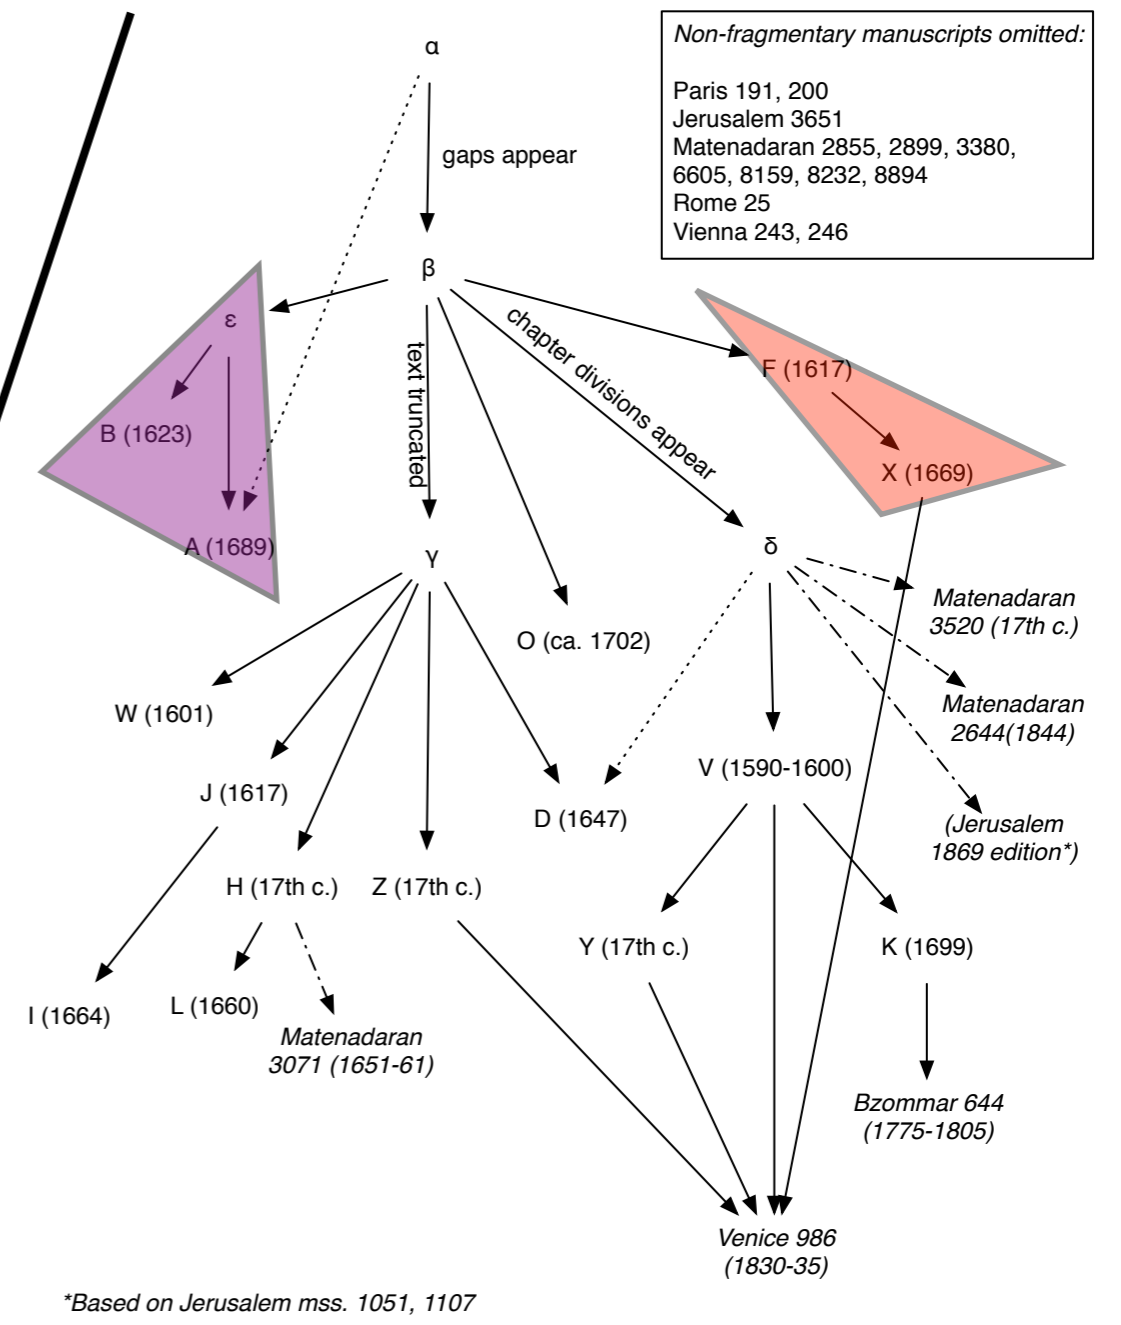 α
Non-fragmentary manuscripts omitted:
Paris 191, 200
Jerusalem 3651
Matenadaran 2855, 2899, 3380,
6605, 8159, 8232, 8894
Rome 25
Vienna 243, 246
gaps appear
β
ε
B (1623)
A (1689)
text truncated
chapter divisions appear
F (1617)
X (1669)
γ
δ
O (ca. 1702)
Matenadaran
3520 (17th c.)
W (1601)
Matenadaran
2644(1844)
J (1617)
D (1647)
V (1590-1600)
(Jerusalem
1869 edition*)
H (17th c.)
Z (17th c.)
Y (17th c.)
K (1699)
I (1664)
L (1660)
Matenadaran
3071 (1651-61)
Bzommar 644
(1775-1805)
Venice 986
(1830-35)
*Based on Jerusalem mss. 1051, 1107